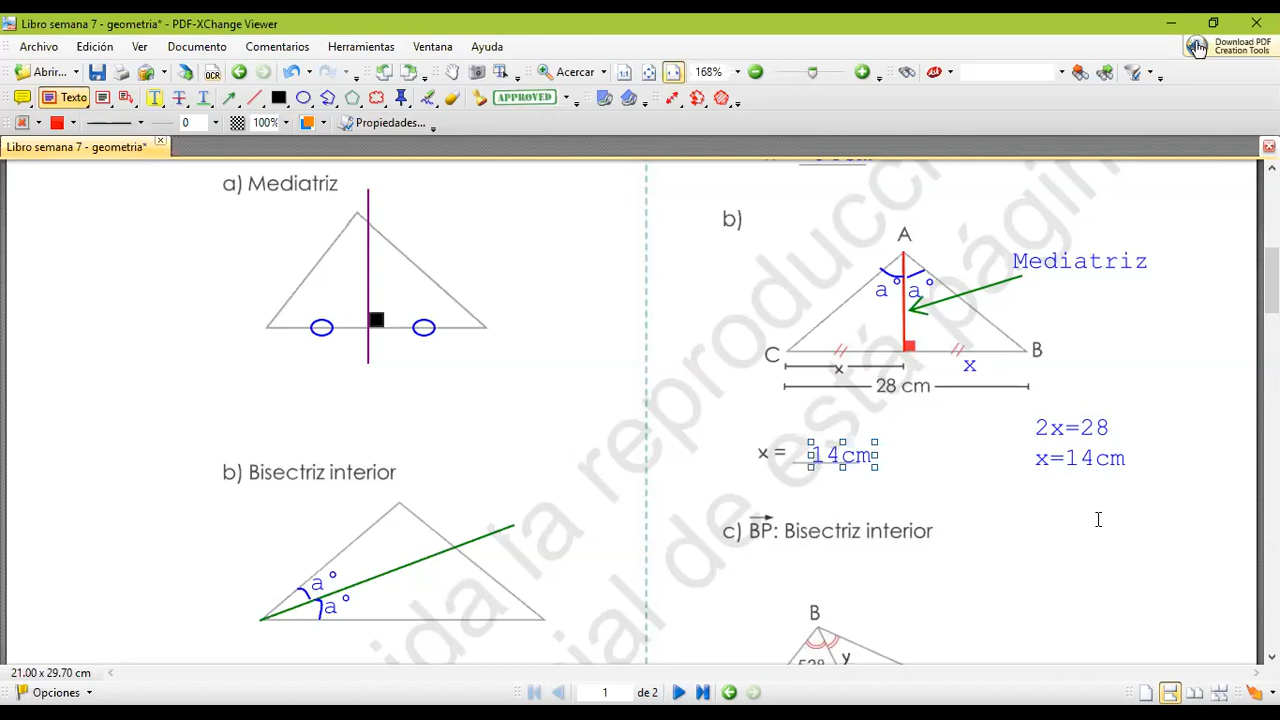 Libro semana 7 - geometria* - PDF-XChange Viewer
Archivo Edición Ver Documento Comentarios Herramientas Ventana Ayuda
Download PDF
Creation Tools
Abrir... OCR Acercar 168%
Texto APPROVED
0 100% Propiedades...
Libro semana 7 - geometria*
a) Mediatriz
b) Bisectriz interior
a°
a°
b)
A
Mediatriz
a° a°
C B
x x
28 cm
x = 14cm
2x=28
x=14cm
c) BP: Bisectriz interior
B
y
21.00 x 29.70 cm
Opciones 1 de 2